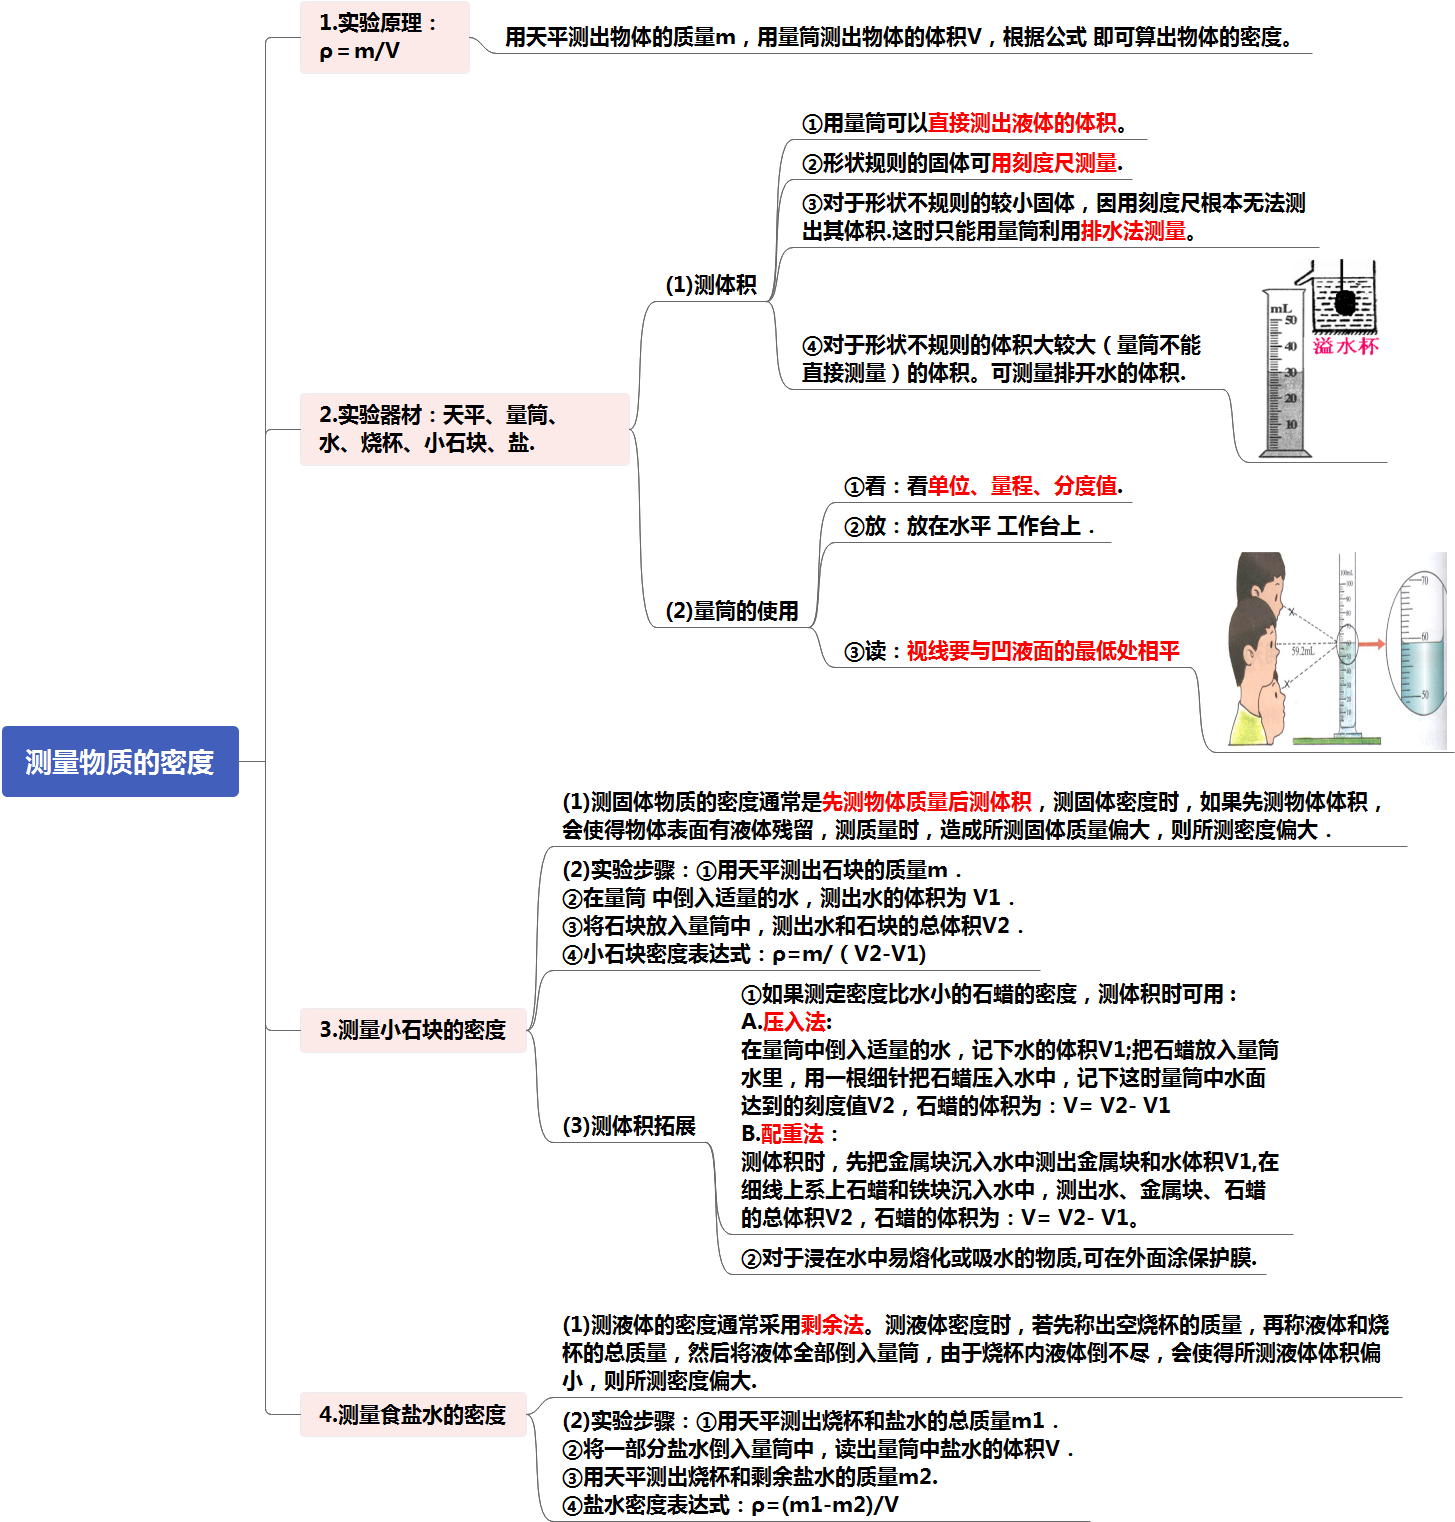 测量物质的密度
1.实验原理：
ρ＝m/V
用天平测出物体的质量m，用量筒测出物体的体积V，根据公式 即可算出物体的密度。
2.实验器材：天平、量筒、
水、烧杯、小石块、盐.
(1)测体积
①用量筒可以直接测出液体的体积。
②形状规则的固体可用刻度尺测量.
③对于形状不规则的较小固体，因用刻度尺根本无法测
出其体积.这时只能用量筒利用排水法测量。
④对于形状不规则的体积大较大（量筒不能
直接测量）的体积。可测量排开水的体积.
mL
50
40
30
20
10
溢水杯
(2)量筒的使用
①看：看单位、量程、分度值.
②放：放在水平 工作台上．
③读：视线要与凹液面的最低处相平
59.2mL
100mL
70
60
50
3.测量小石块的密度
(1)测固体物质的密度通常是先测物体质量后测体积，测固体密度时，如果先测物体体积，
会使得物体表面有液体残留，测质量时，造成所测固体质量偏大，则所测密度偏大．
(2)实验步骤：①用天平测出石块的质量m．
②在量筒 中倒入适量的水，测出水的体积为 V1．
③将石块放入量筒中，测出水和石块的总体积V2．
④小石块密度表达式：ρ=m/（V2-V1)
(3)测体积拓展
①如果测定密度比水小的石蜡的密度，测体积时可用：
A.压入法:
在量筒中倒入适量的水，记下水的体积V1;把石蜡放入量筒
水里，用一根细针把石蜡压入水中，记下这时量筒中水面
达到的刻度值V2，石蜡的体积为：V= V2- V1
B.配重法：
测体积时，先把金属块沉入水中测出金属块和水体积V1,在
细线上系上石蜡和铁块沉入水中，测出水、金属块、石蜡
的总体积V2，石蜡的体积为：V= V2- V1。
②对于浸在水中易熔化或吸水的物质,可在外面涂保护膜.
4.测量食盐水的密度
(1)测液体的密度通常采用剩余法。测液体密度时，若先称出空烧杯的质量，再称液体和烧
杯的总质量，然后将液体全部倒入量筒，由于烧杯内液体倒不尽，会使得所测液体体积偏
小，则所测密度偏大.
(2)实验步骤：①用天平测出烧杯和盐水的总质量m1．
②将一部分盐水倒入量筒中，读出量筒中盐水的体积V．
③用天平测出烧杯和剩余盐水的质量m2.
④盐水密度表达式：ρ=(m1-m2)/V